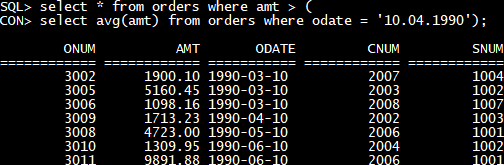 SQL> select * from orders where amt > (
CON> select avg(amt) from orders where odate = '10.04.1990');
ONUM AMT ODATE CNUM SNUM
============ ============ =========== ============ ============
3002 1900.10 1990-03-10 2007 1004
3005 5160.45 1990-03-10 2003 1002
3006 1098.16 1990-03-10 2008 1007
3009 1713.23 1990-04-10 2002 1003
3008 4723.00 1990-05-10 2006 1001
3010 1309.95 1990-06-10 2004 1002
3011 9891.88 1990-06-10 2006 1001